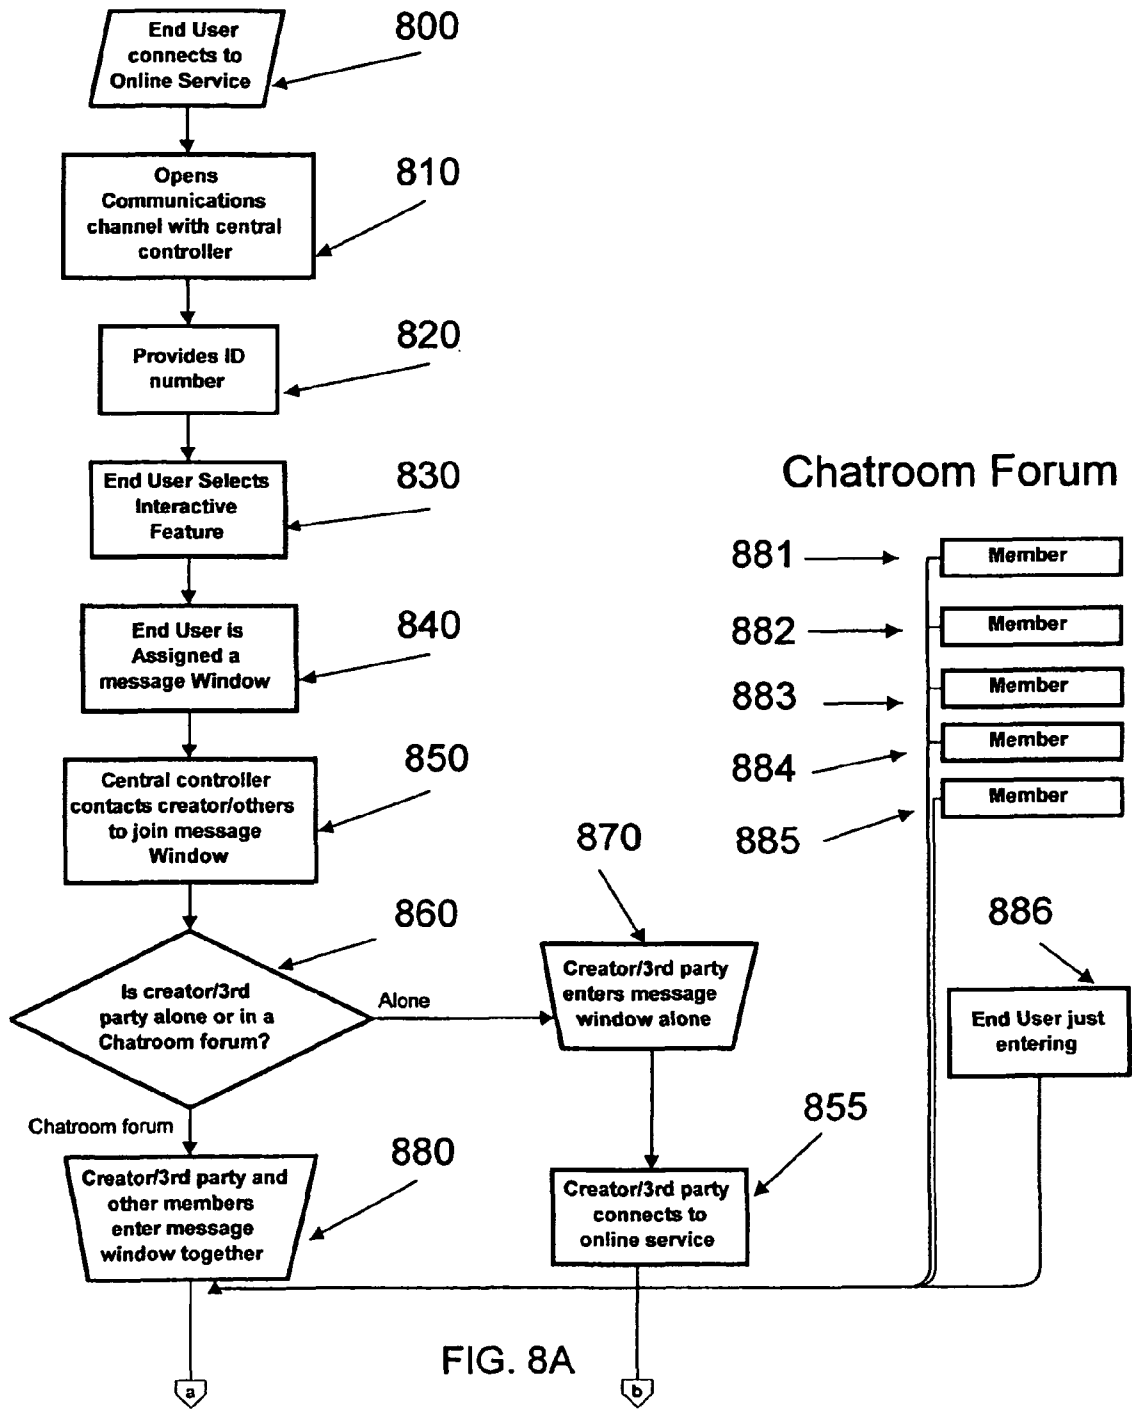 End User
connects to
Online Service
800
Opens
Communications
channel with central
controller
810
Provides ID
number
820
End User Selects
Interactive
Feature
830
End User is
Assigned a
message Window
840
Central controller
contacts creator/others
to join message
Window
850
Is creator/3rd
party alone or in a
Chatroom forum?
860
Alone
Chatroom forum
870
Creator/3rd party
enters message
window alone
855
Creator/3rd party
connects to
online service
Creator/3rd party and
other members
enter message
window together
880
Chatroom Forum
881
Member
882
Member
883
Member
884
Member
885
Member
886
End User just
entering
a
b
FIG. 8A